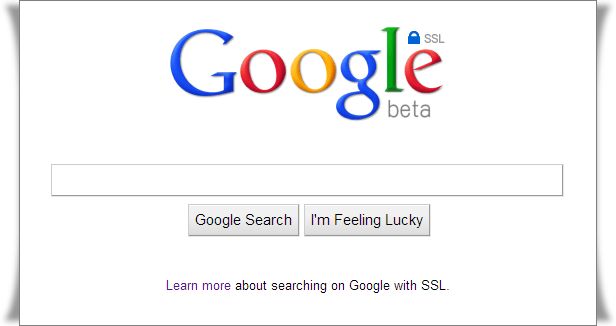 SSL
Google
beta
Google Search
I'm Feeling Lucky
Learn more about searching on Google with SSL.